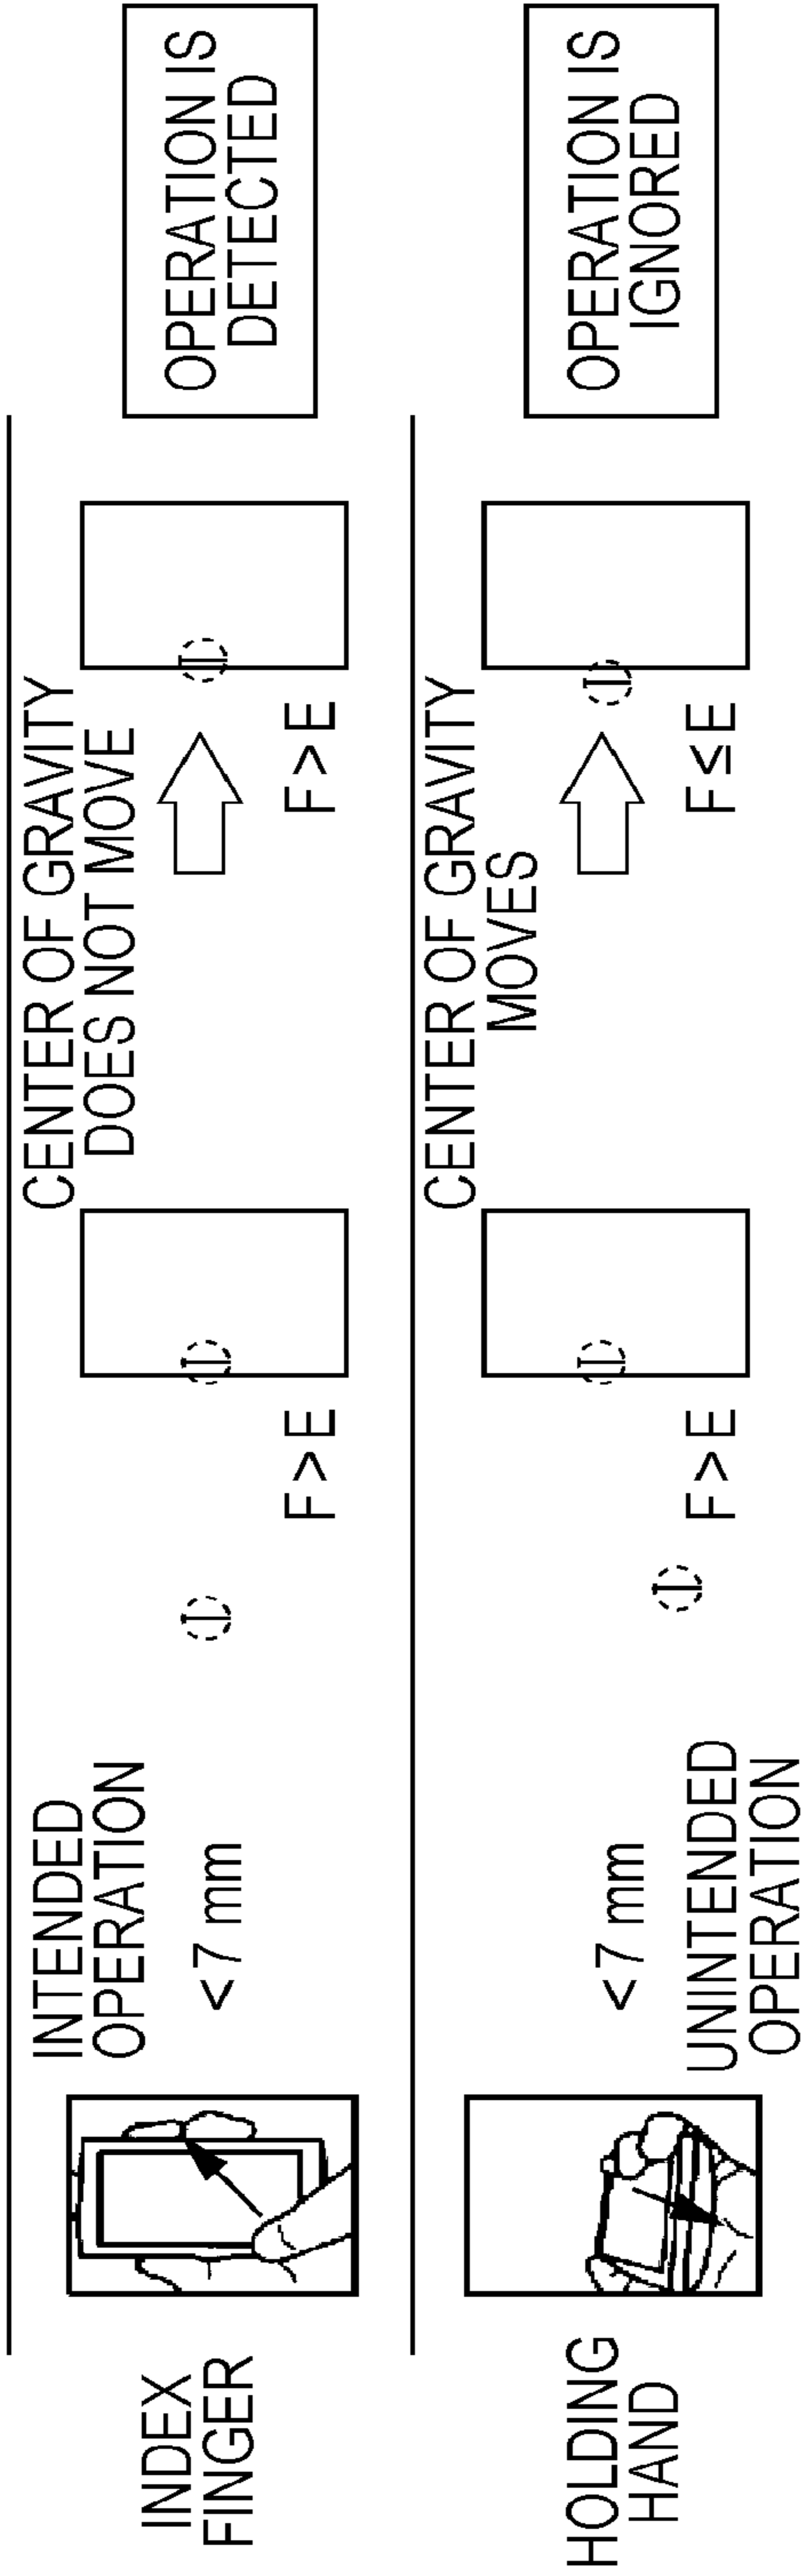 INDEX
FINGER
INTENDED
OPERATION
<7 mm
F>E
CENTER OF GRAVITY
DOES NOT MOVE
F>E
OPERATION IS
DETECTED
HOLDING
HAND
<7 mm
UNINTENDED
OPERATION
F>E
CENTER OF GRAVITY
MOVES
F≤E
OPERATION IS
IGNORED